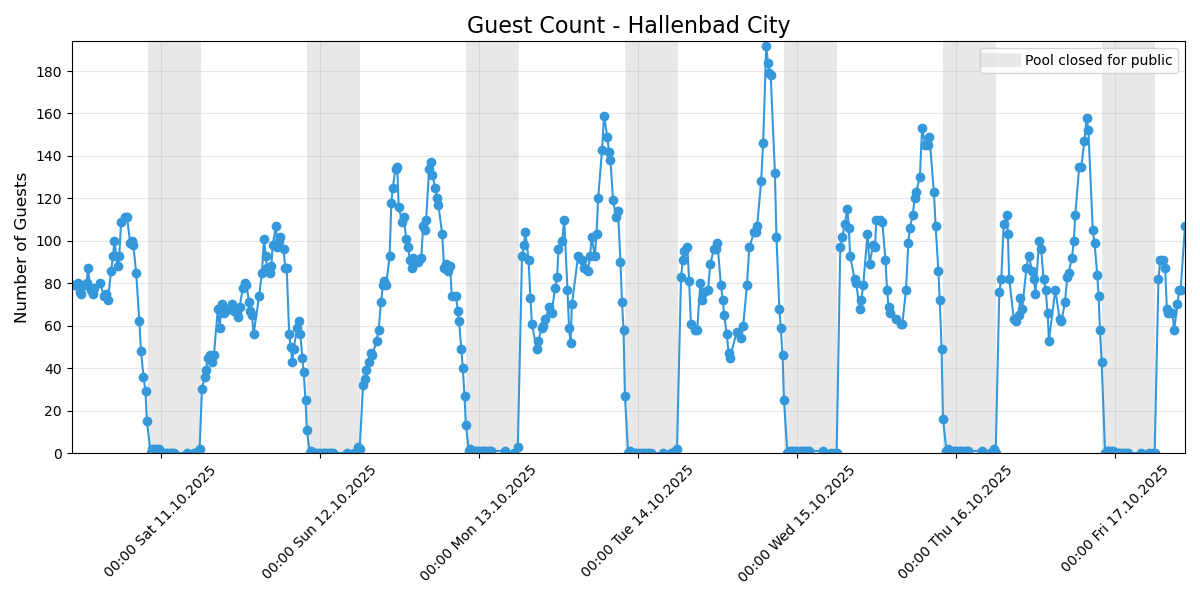 Guest Count - Hallenbad City
Pool closed for public
Number of Guests
180
160
140
120
100
80
60
40
20
0
00:00 Sat 11.10.2025
00:00 Sun 12.10.2025
00:00 Mon 13.10.2025
00:00 Tue 14.10.2025
00:00 Wed 15.10.2025
00:00 Thu 16.10.2025
00:00 Fri 17.10.2025